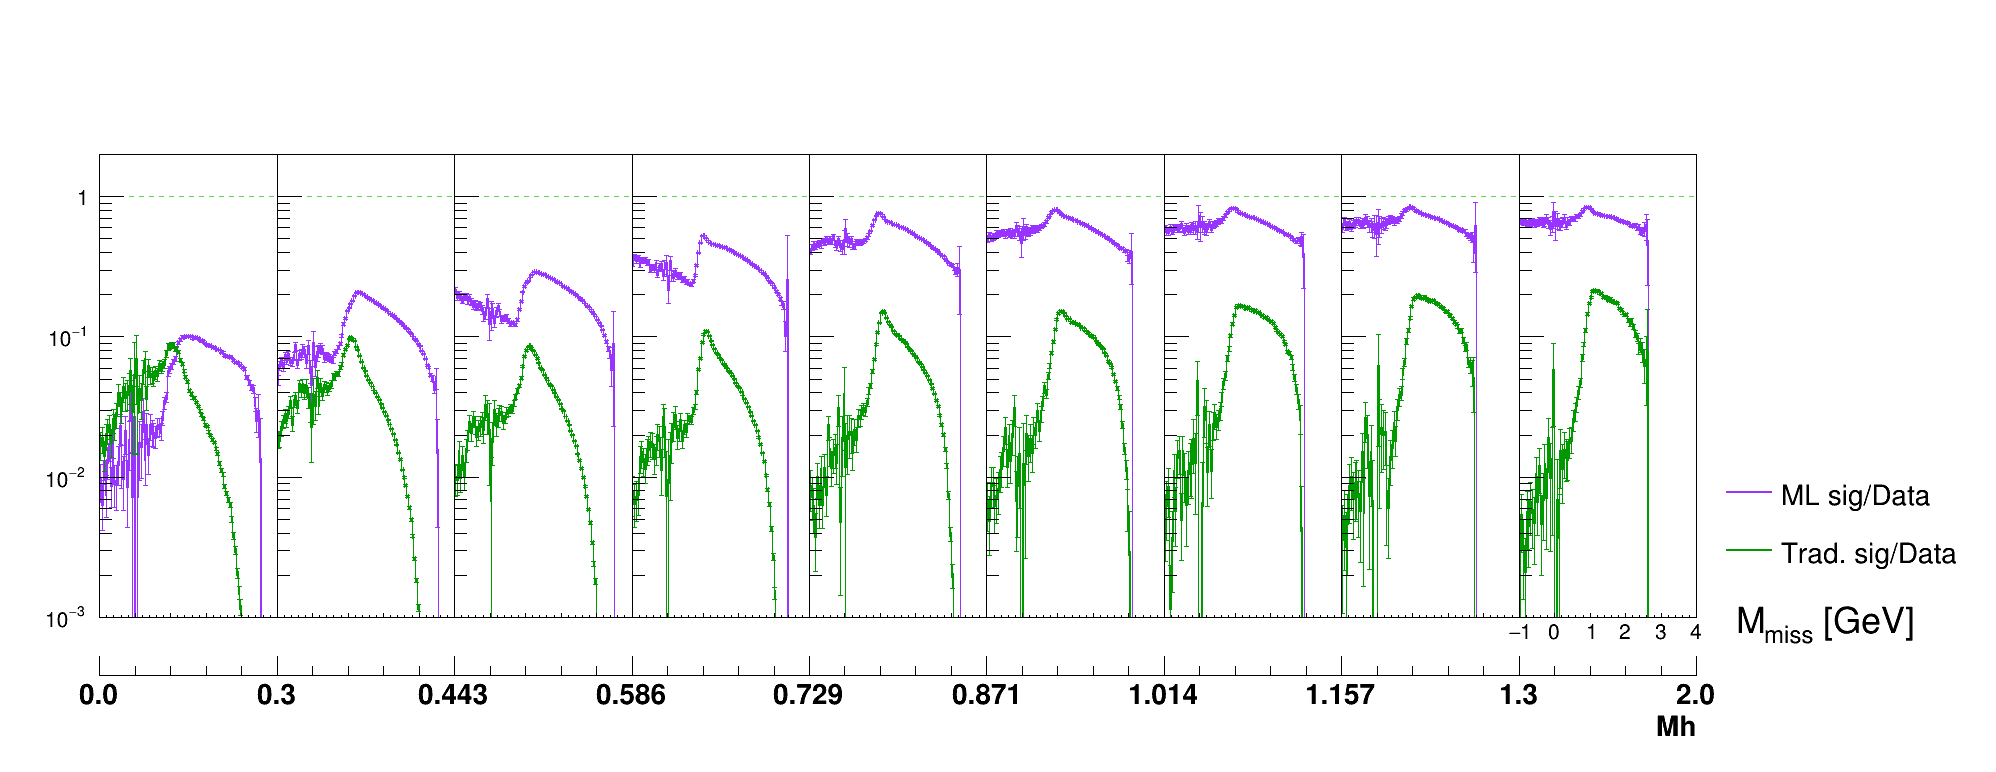 1
10⁻¹
10⁻²
10⁻³
ML sig/Data
Trad. sig/Data
−1 0 1 2 3 4
M_miss [GeV]
0.0 0.3 0.443 0.586 0.729 0.871 1.014 1.157 1.3 2.0
Mh